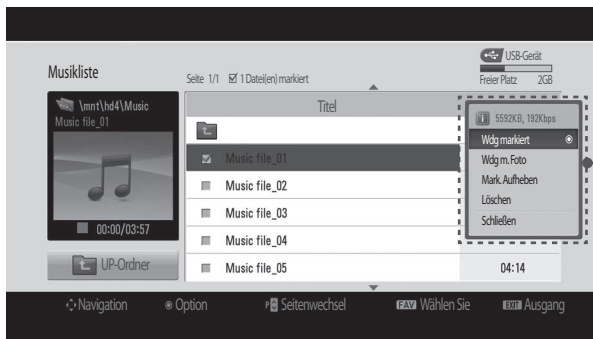 USB-Gerät
Musikliste
Seite 1/1 1 Datei(en) markiert
Freier Platz 2GB
\mnt\hd4\Music
Music file_01
Titel
5592KB, 192Kbps
Music file_01
Wdg markiert
Music file_02
Wdg m. Foto
Mark. Aufheben
Music file_03
Löschen
Schließen
00:00/03:57
Music file_04
UP-Ordner
Music file_05
04:14
Navigation
Option
P Seitenwechsel
FAV Wählen Sie
EXIT Ausgang